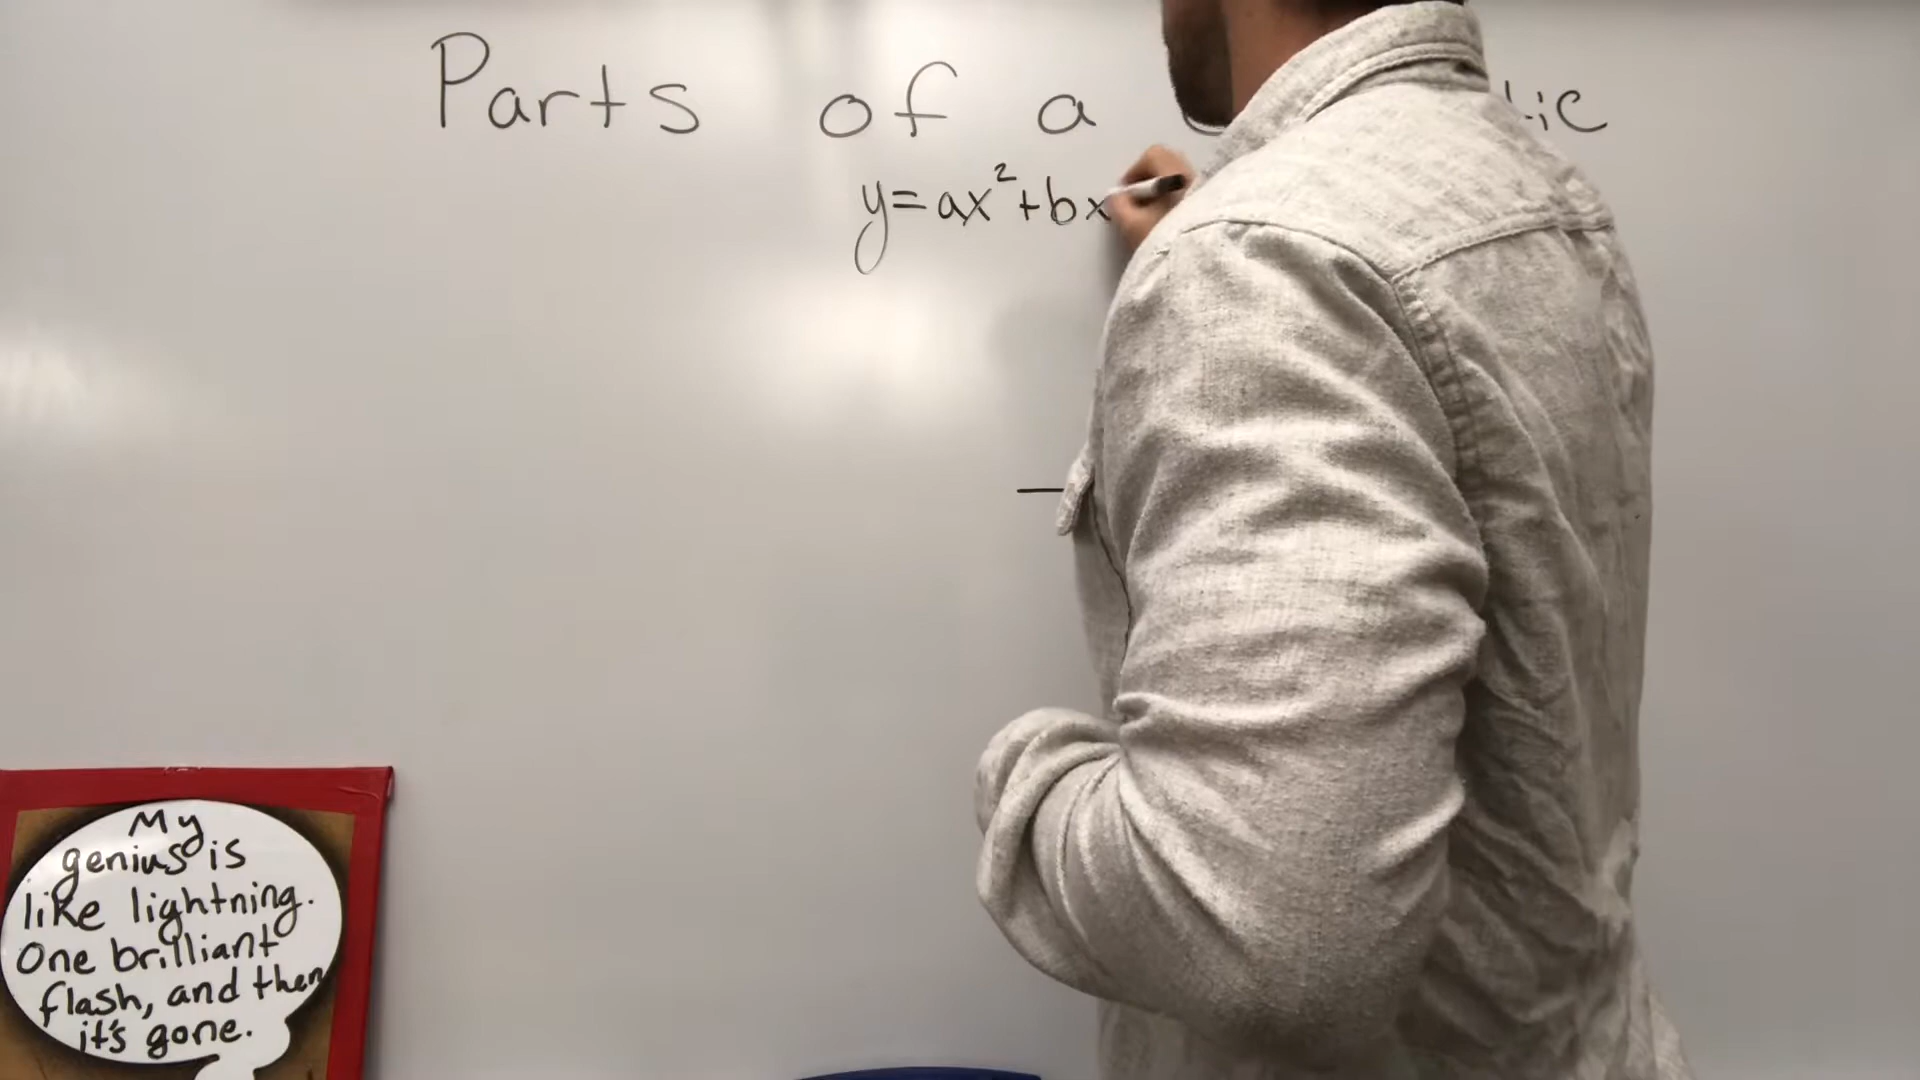 Parts of a
y=ax²+bx
My
genius is
like lightning.
One brilliant
flash, and then
it's gone.